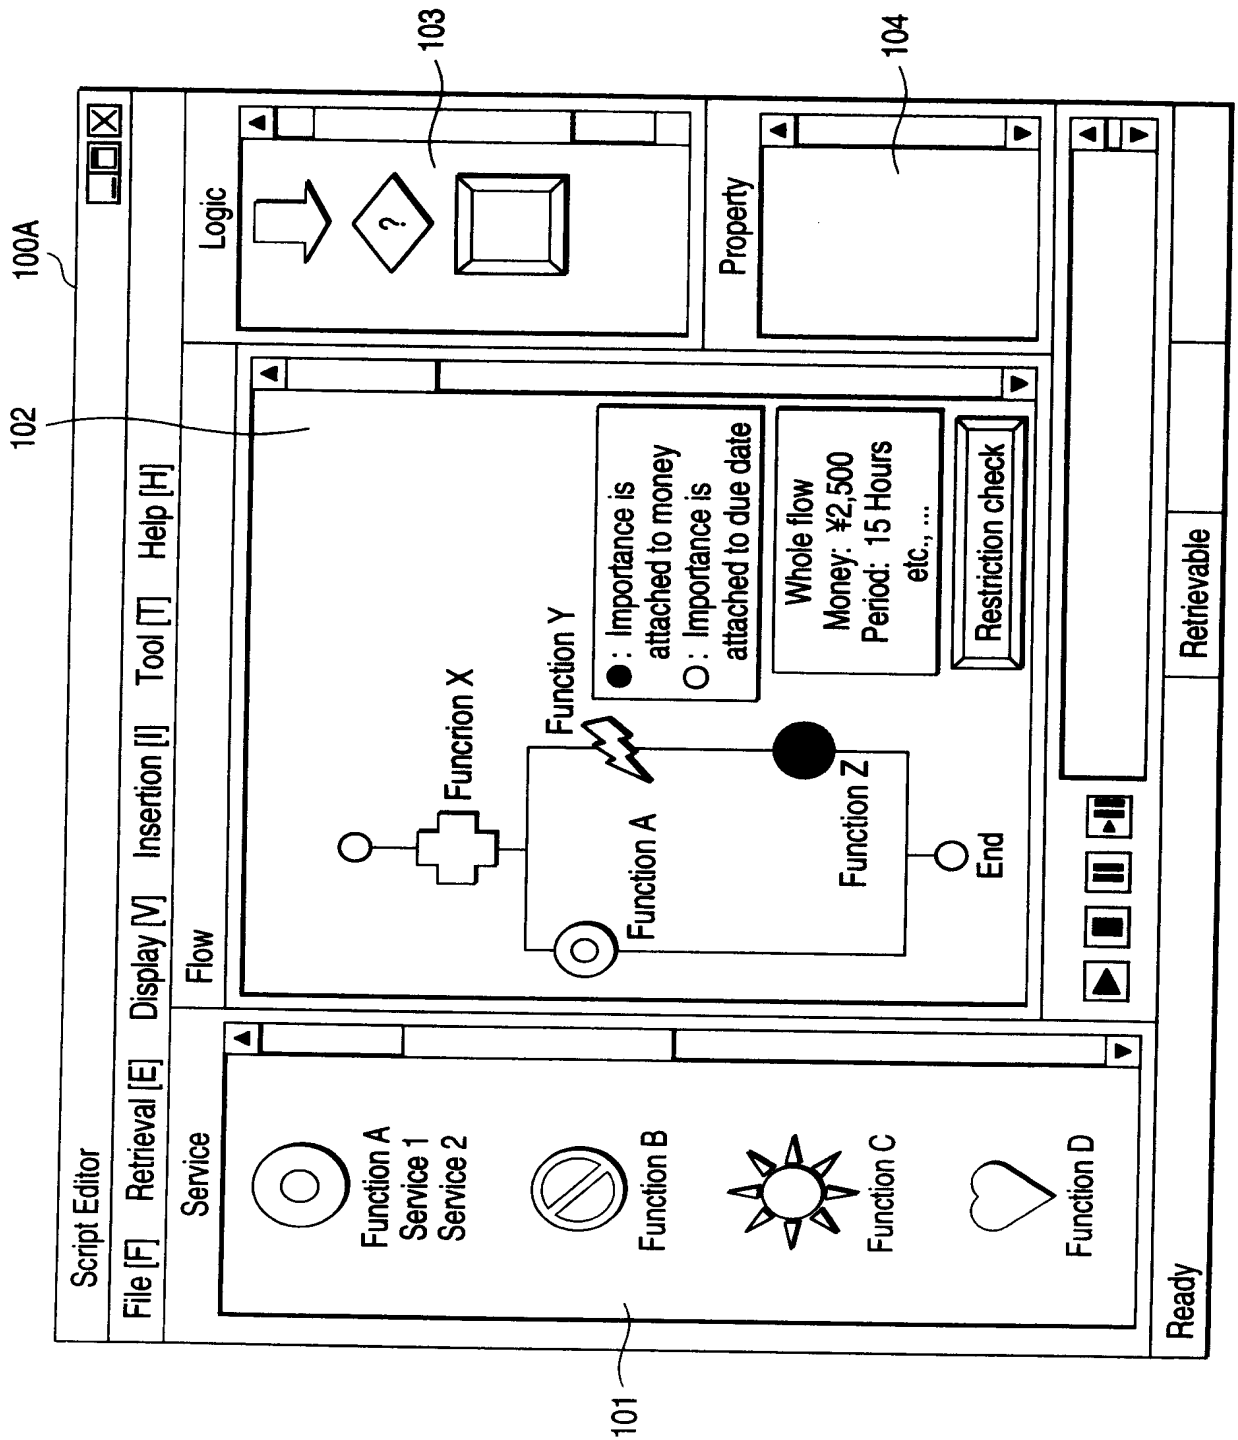 100A
102
103
104
101
Script Editor
File [F] Retrieval [E] Display [V] Insertion [I] Tool [T] Help [H]
Service
Function A
Service 1
Service 2
Function B
Function C
Function D
Flow
Funcrion X
Function Y
Function A
Function Z
End
● : Importance is
attached to money
○ : Importance is
attached to due date
Whole flow
Money: ¥2,500
Period: 15 Hours
etc., ...
Restriction check
Logic
?
Property
Ready
Retrievable